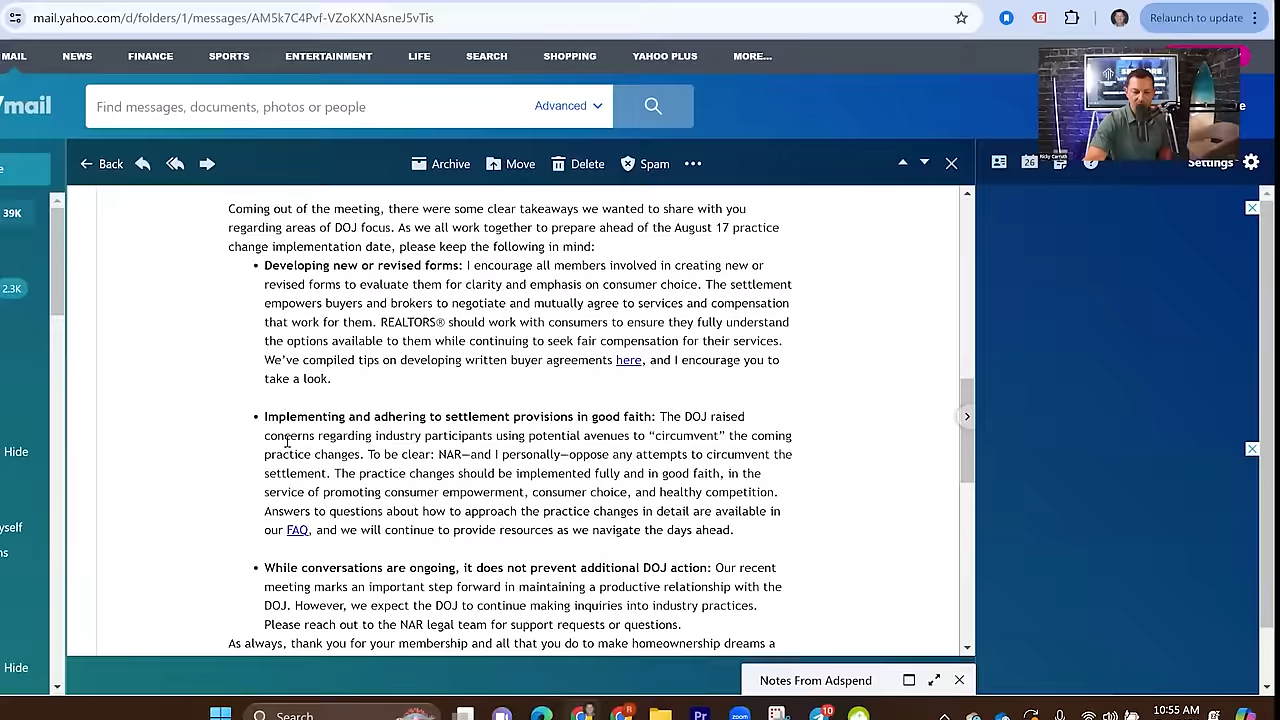 mail.yahoo.com/d/folders/1/messages/AM5k7C4Pvf-VZoKXNAsneJ5vTis
Relaunch to update
MAIL NEWS FINANCE SPORTS ENTERTAINMENT LIFE SEARCH SHOPPING YAHOO PLUS MORE...
mail
Find messages, documents, photos or people
Advanced
Ricky Carruth
Back
Archive
Move
Delete
Spam
26
Settings
39K
2.3K
Hide
Hide
Coming out of the meeting, there were some clear takeaways we wanted to share with you
regarding areas of DOJ focus. As we all work together to prepare ahead of the August 17 practice
change implementation date, please keep the following in mind:
• Developing new or revised forms: I encourage all members involved in creating new or
revised forms to evaluate them for clarity and emphasis on consumer choice. The settlement
empowers buyers and brokers to negotiate and mutually agree to services and compensation
that work for them. REALTORS® should work with consumers to ensure they fully understand
the options available to them while continuing to seek fair compensation for their services.
We’ve compiled tips on developing written buyer agreements here, and I encourage you to
take a look.
• Implementing and adhering to settlement provisions in good faith: The DOJ raised
concerns regarding industry participants using potential avenues to “circumvent” the coming
practice changes. To be clear: NAR—and I personally—oppose any attempts to circumvent the
settlement. The practice changes should be implemented fully and in good faith, in the
service of promoting consumer empowerment, consumer choice, and healthy competition.
Answers to questions about how to approach the practice changes in detail are available in
our FAQ, and we will continue to provide resources as we navigate the days ahead.
• While conversations are ongoing, it does not prevent additional DOJ action: Our recent
meeting marks an important step forward in maintaining a productive relationship with the
DOJ. However, we expect the DOJ to continue making inquiries into industry practices.
Please reach out to the NAR legal team for support requests or questions.
As always, thank you for your membership and all that you do to make homeownership dreams a
Notes From Adspend
Search
Pr
zoom
10
10:55 AM